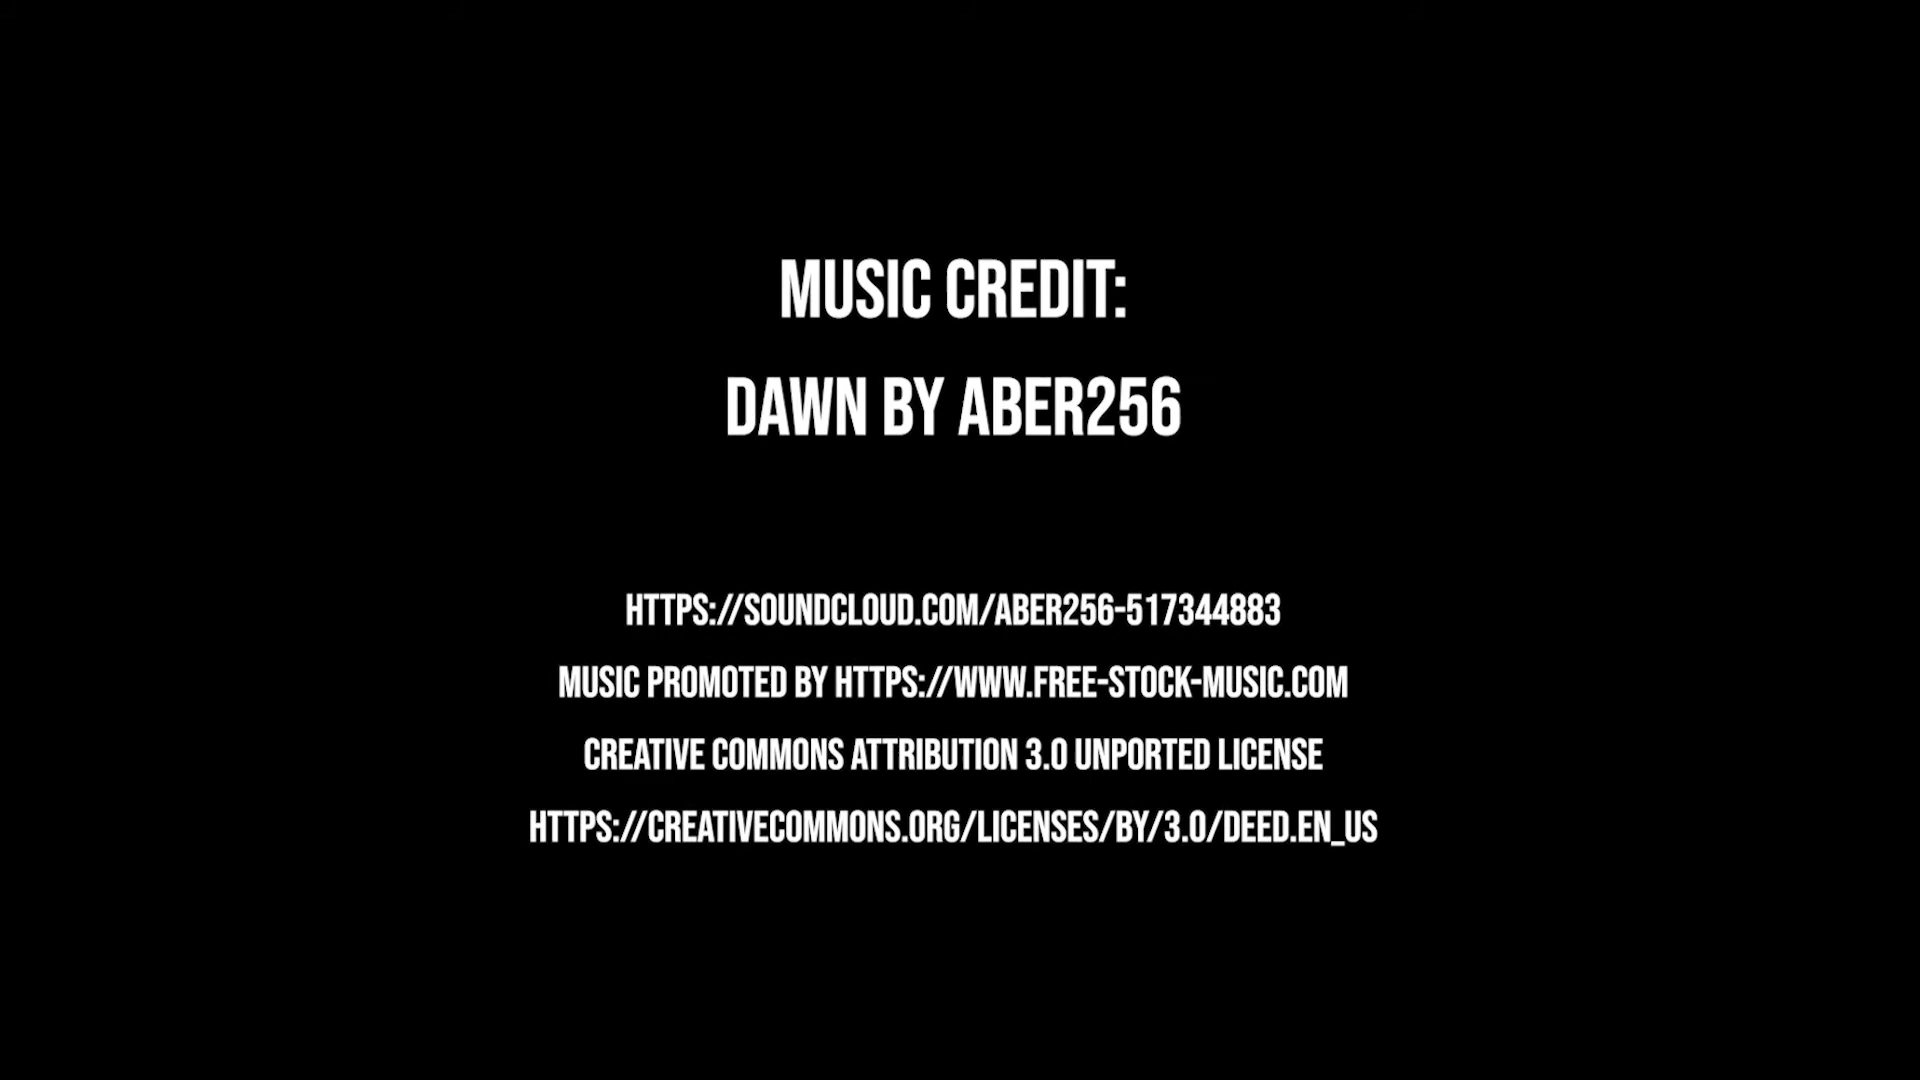 MUSIC CREDIT:
DAWN BY ABER256
HTTPS://SOUNDCLOUD.COM/ABER256-517344883
MUSIC PROMOTED BY HTTPS://WWW.FREE-STOCK-MUSIC.COM
CREATIVE COMMONS ATTRIBUTION 3.0 UNPORTED LICENSE
HTTPS://CREATIVECOMMONS.ORG/LICENSES/BY/3.0/DEED.EN_US